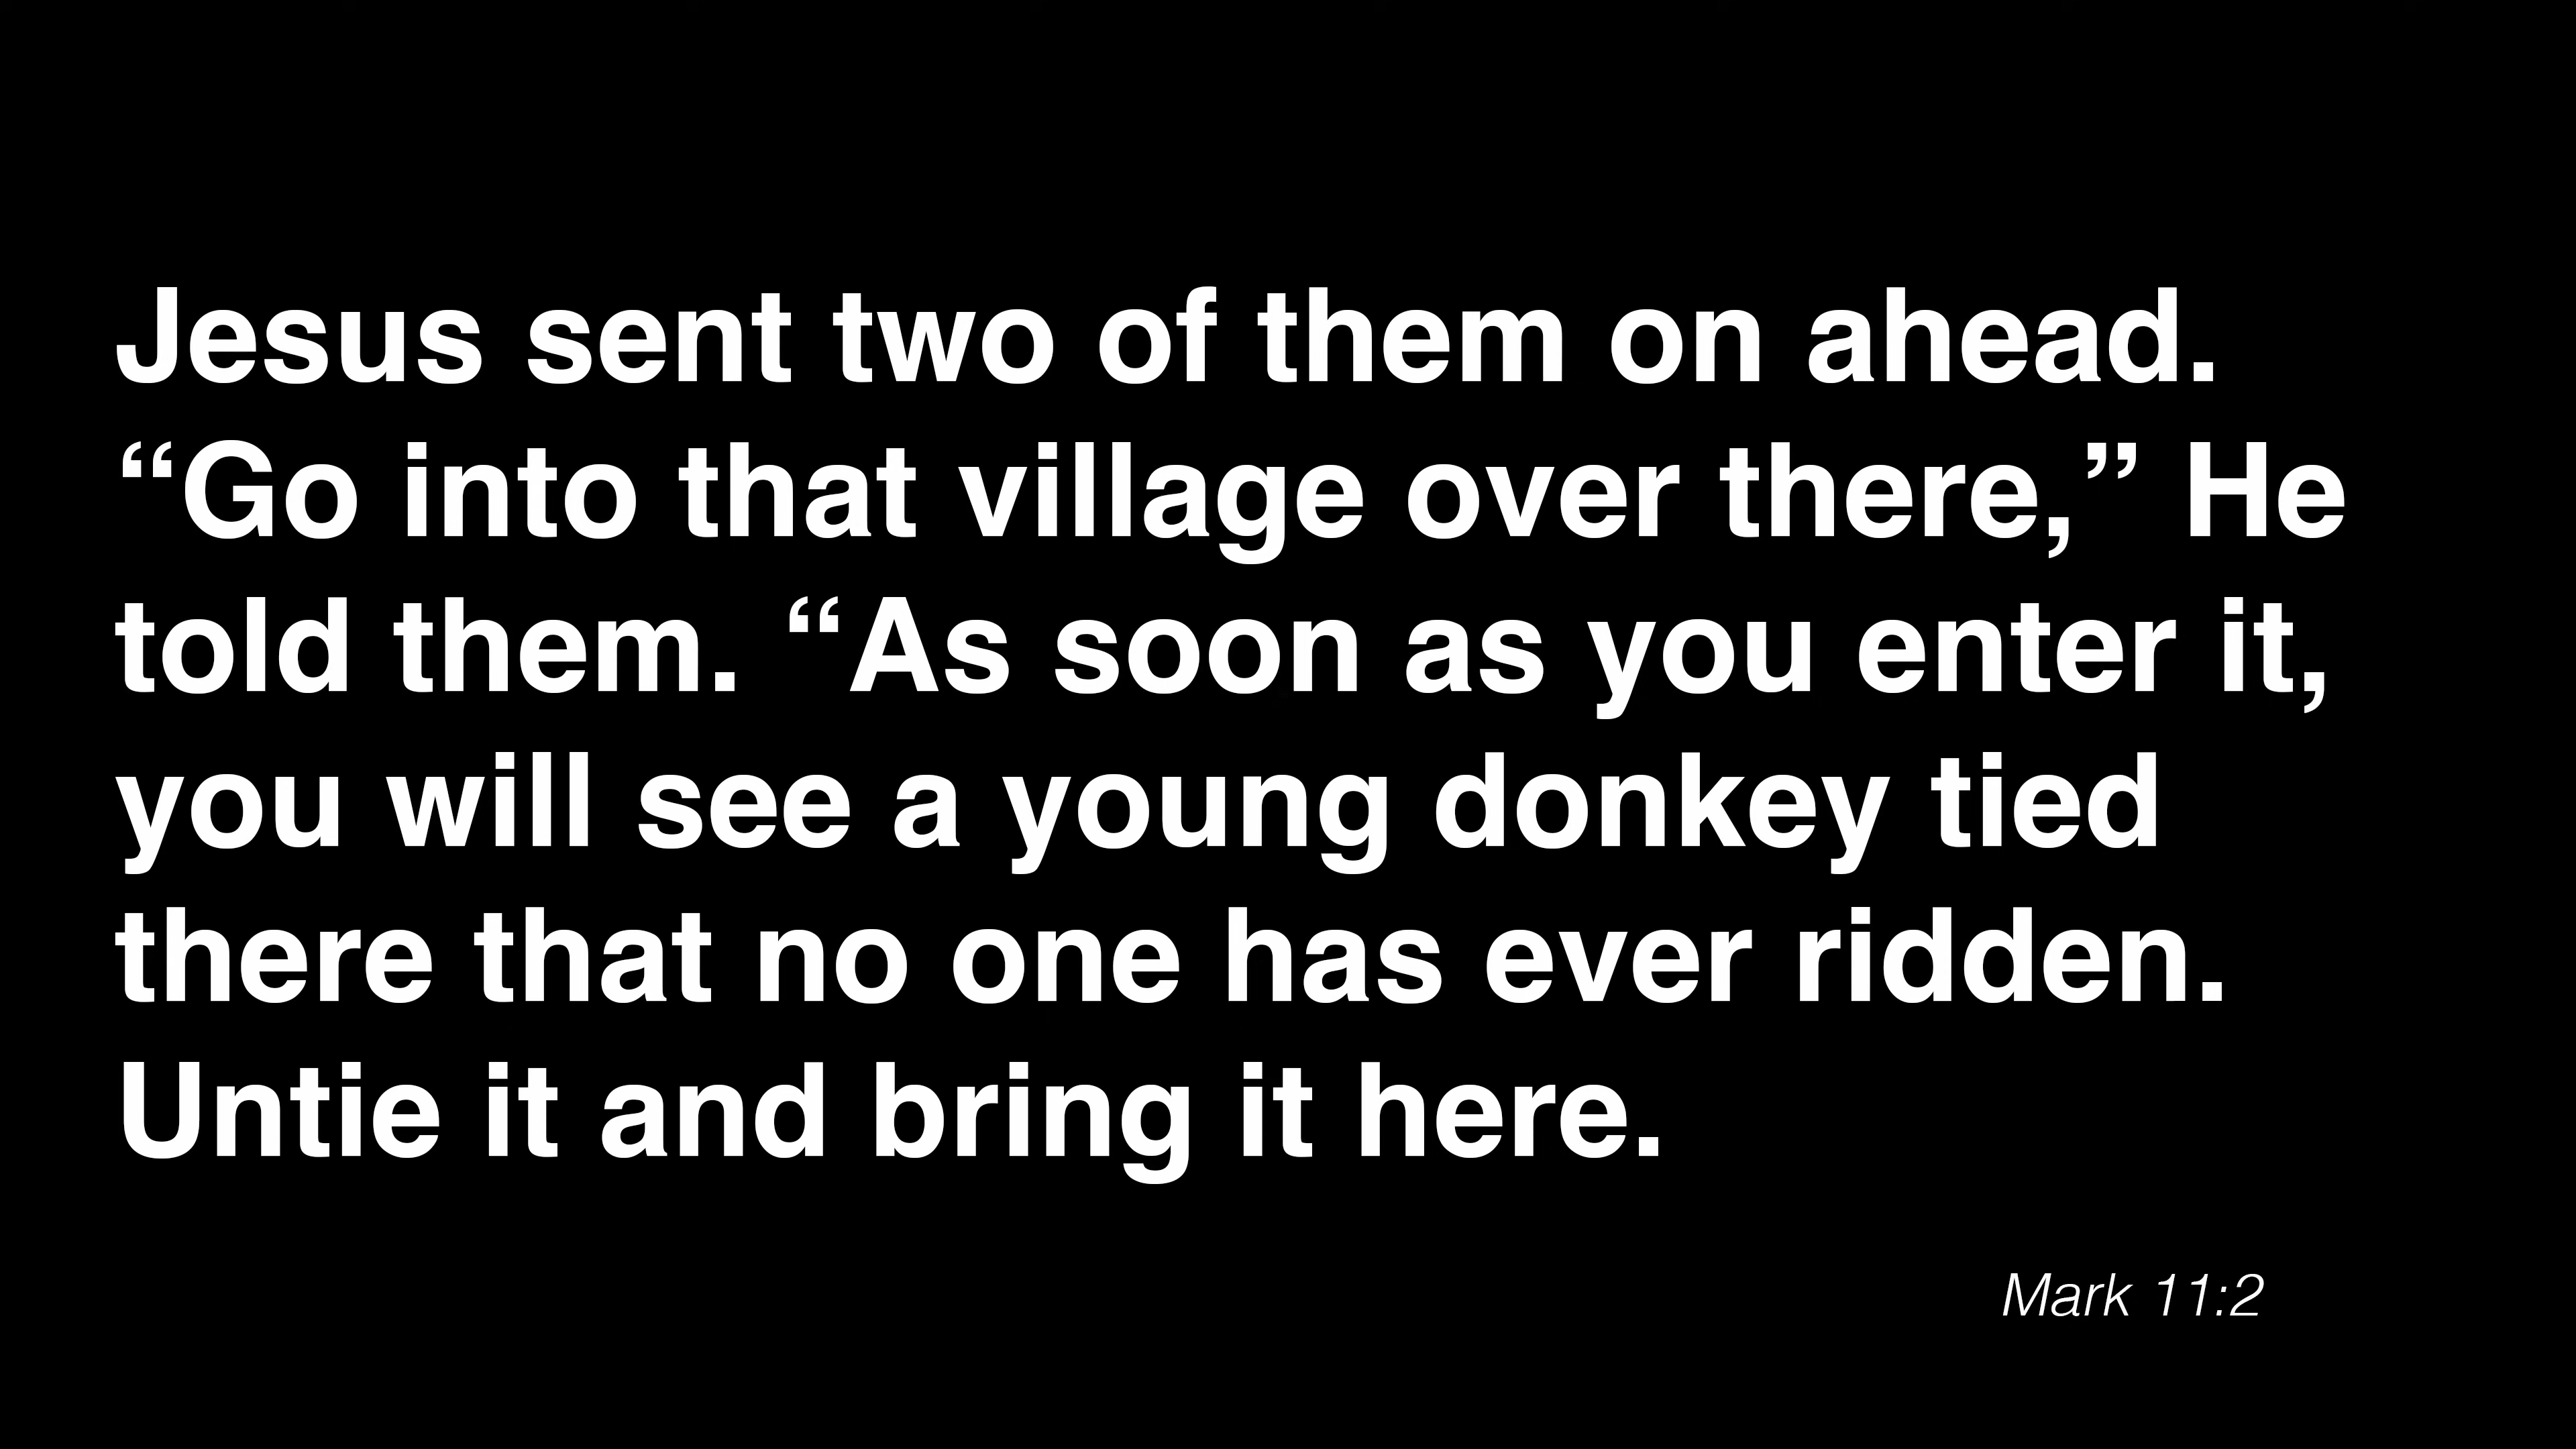 Jesus sent two of them on ahead.
“Go into that village over there,” He
told them. “As soon as you enter it,
you will see a young donkey tied
there that no one has ever ridden.
Untie it and bring it here.
Mark 11:2